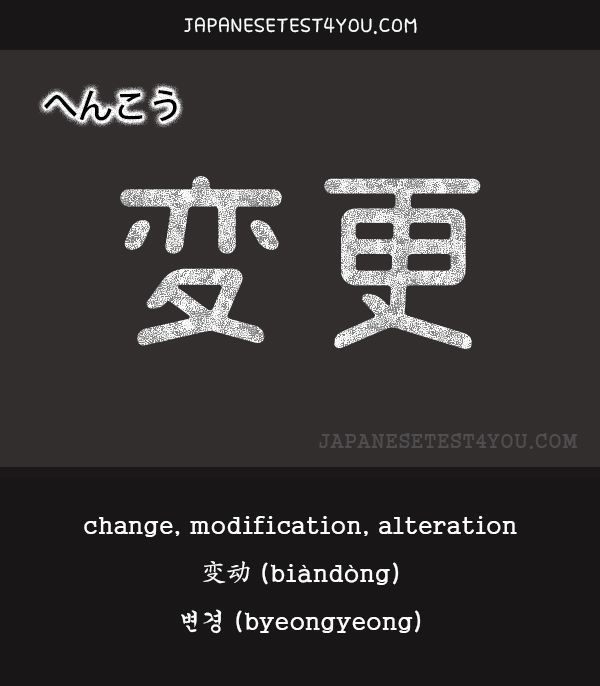 JAPANESETEST4YOU.COM
へんこう
変更
JAPANESETEST4YOU.COM
change, modification, alteration
变动 (biàndòng)
변경 (byeongyeong)